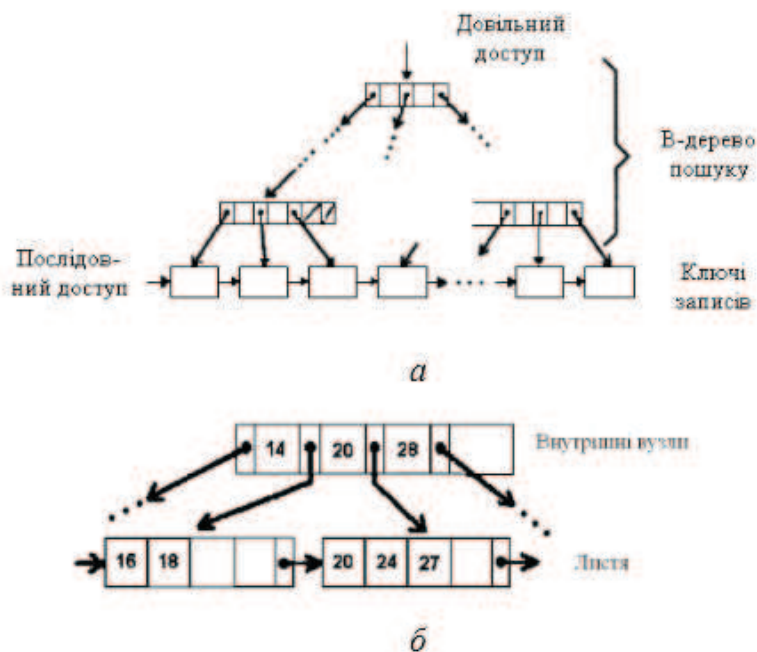 Довільний
доступ
В-дерево
пошуку
Послідов-
ний доступ
Ключі
записів
а
14 20 28
Внутрішні вузли
16 18
20 24 27
Листя
б